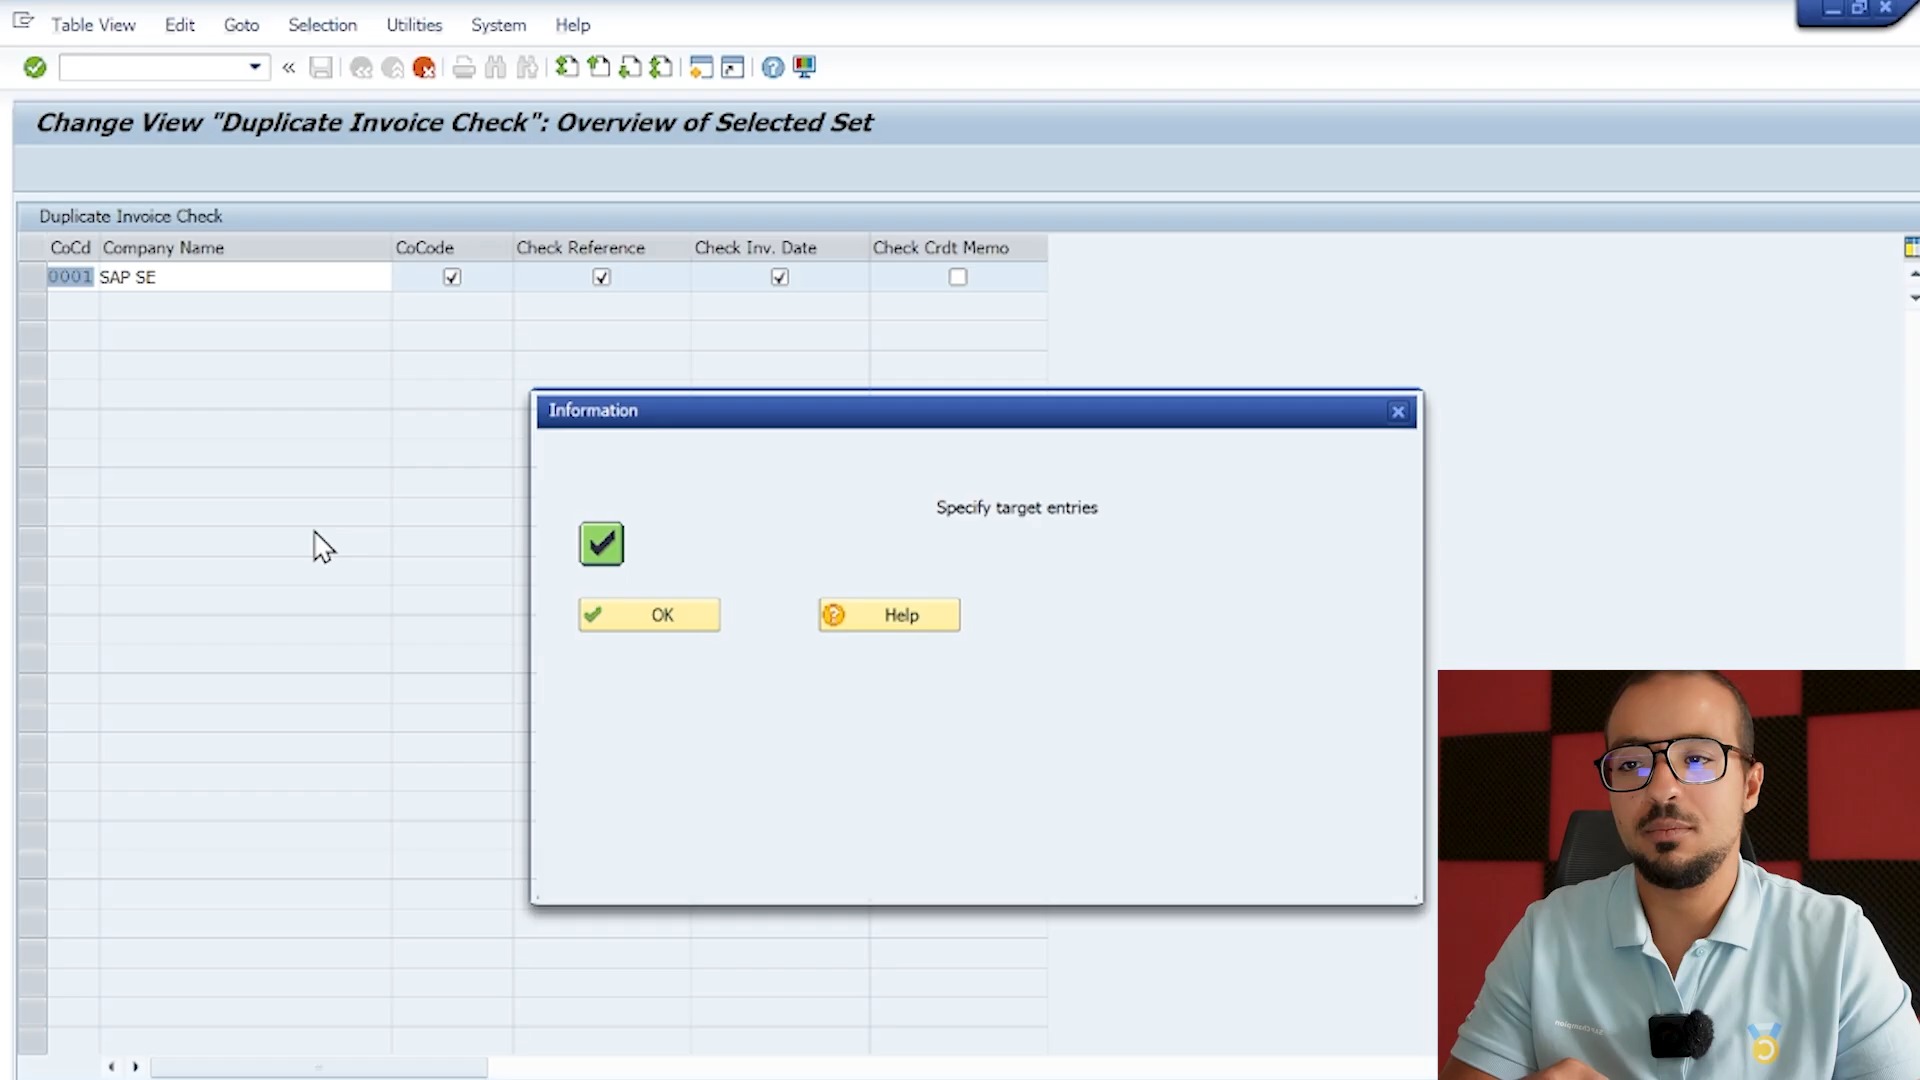 Table View Edit Goto Selection Utilities System Help
Change View "Duplicate Invoice Check": Overview of Selected Set
Duplicate Invoice Check
CoCd Company Name CoCode Check Reference Check Inv. Date Check Crdt Memo
0001 SAP SE
Information
Specify target entries
OK Help